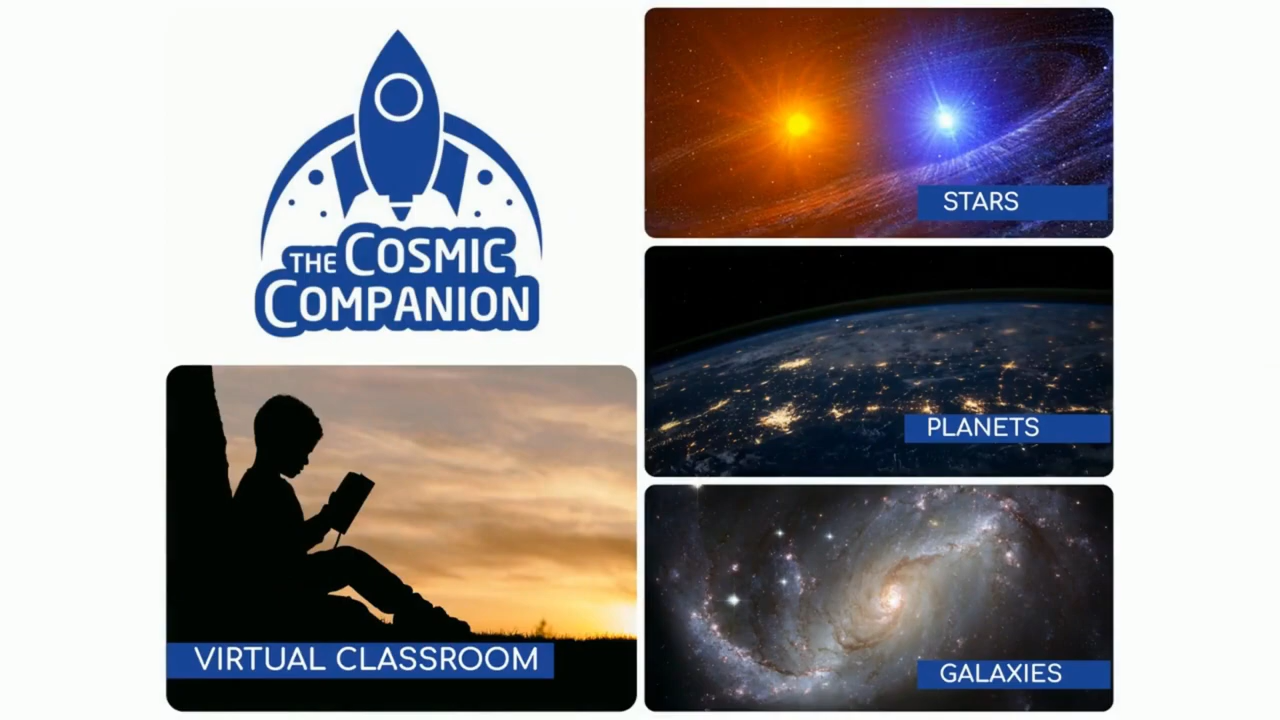 THE COSMIC
COMPANION
VIRTUAL CLASSROOM
STARS
PLANETS
GALAXIES